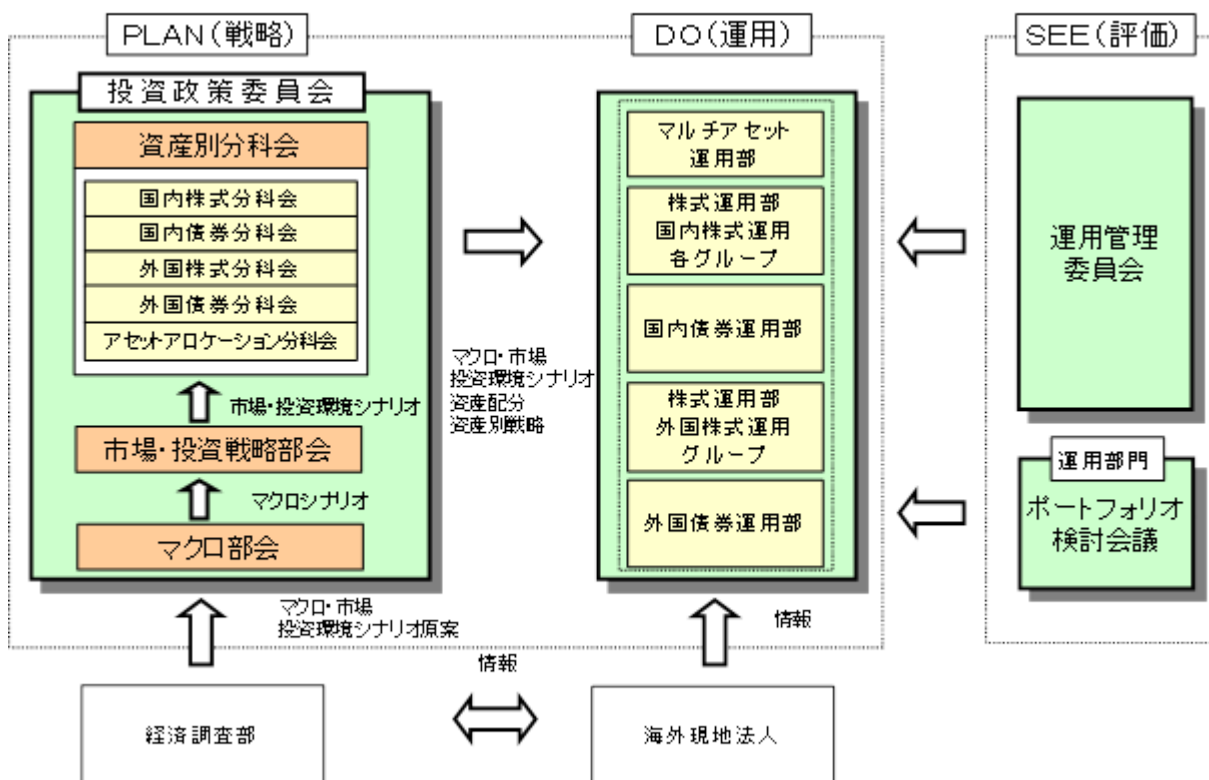 PLAN(戦略)
DO(運用)
SEE(評価)
投資政策委員会
資産別分科会
国内株式分科会
国内債券分科会
外国株式分科会
外国債券分科会
アセットアロケーション分科会
市場・投資環境シナリオ
市場・投資戦略部会
マクロシナリオ
マクロ部会
マクロ・市場
投資環境シナリオ
資産配分
資産別戦略
マルチアセット
運用部
株式運用部
国内株式運用
各グループ
国内債券運用部
株式運用部
外国株式運用
グループ
外国債券運用部
運用管理
委員会
運用部門
ポートフォリオ
検討会議
マクロ・市場
投資環境シナリオ原案
情報
情報
経済調査部
海外現地法人